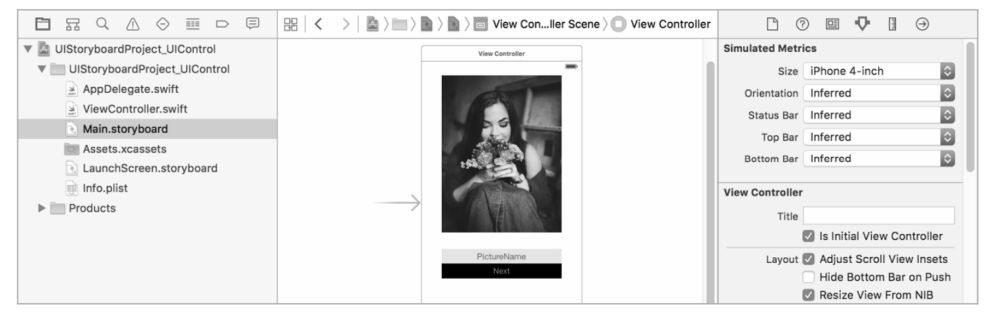 View Con...ller Scene
View Controller
UIStoryboardProject_UIControl
UIStoryboardProject_UIControl
AppDelegate.swift
ViewController.swift
Main.storyboard
Assets.xcassets
LaunchScreen.storyboard
Info.plist
Products
View Controller
PictureName
Next
Simulated Metrics
Size iPhone 4-inch
Orientation Inferred
Status Bar Inferred
Top Bar Inferred
Bottom Bar Inferred
View Controller
Title
Is Initial View Controller
Layout Adjust Scroll View Insets
Hide Bottom Bar on Push
Resize View From NIB